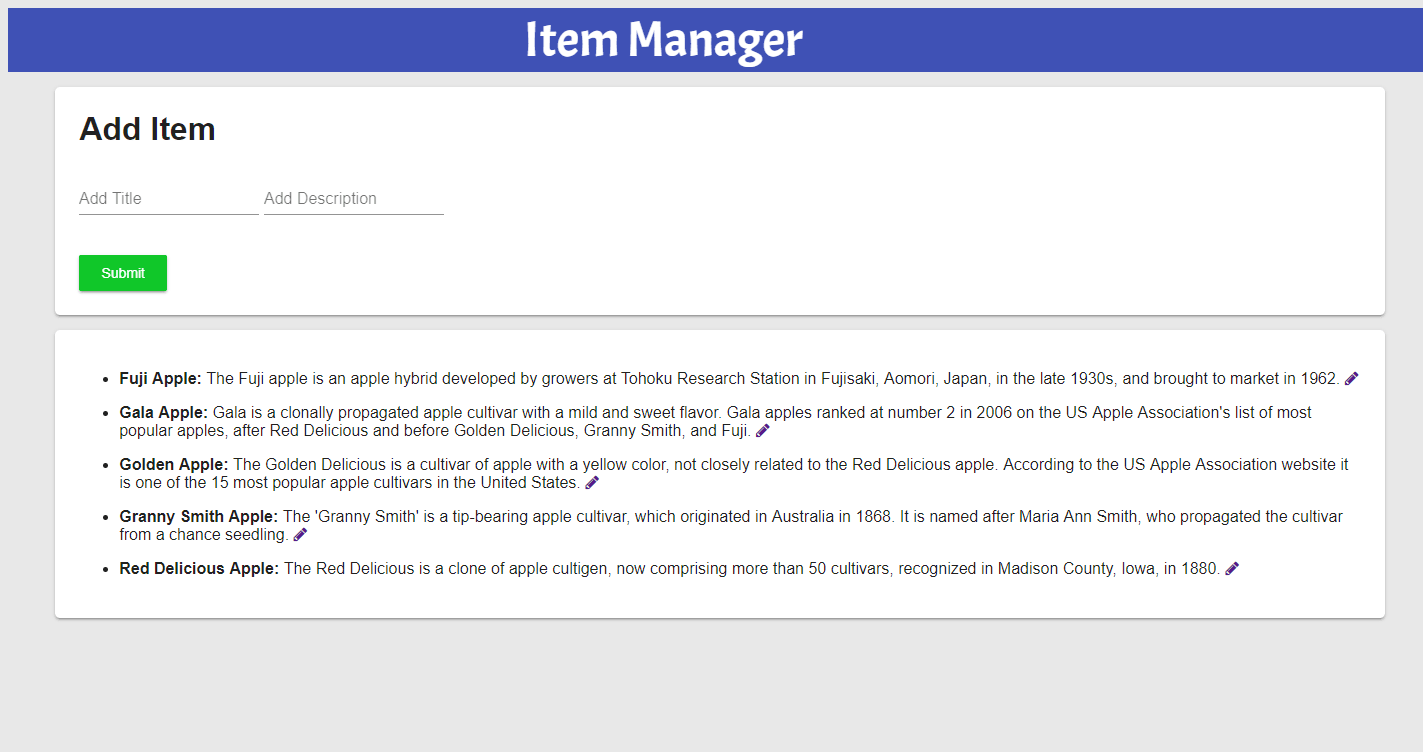 Item Manager
Add Item
Add Title Add Description
Submit
Fuji Apple: The Fuji apple is an apple hybrid developed by growers at Tohoku Research Station in Fujisaki, Aomori, Japan, in the late 1930s, and brought to market in 1962.
Gala Apple: Gala is a clonally propagated apple cultivar with a mild and sweet flavor. Gala apples ranked at number 2 in 2006 on the US Apple Association's list of most
popular apples, after Red Delicious and before Golden Delicious, Granny Smith, and Fuji.
Golden Apple: The Golden Delicious is a cultivar of apple with a yellow color, not closely related to the Red Delicious apple. According to the US Apple Association website it
is one of the 15 most popular apple cultivars in the United States.
Granny Smith Apple: The 'Granny Smith' is a tip-bearing apple cultivar, which originated in Australia in 1868. It is named after Maria Ann Smith, who propagated the cultivar
from a chance seedling.
Red Delicious Apple: The Red Delicious is a clone of apple cultigen, now comprising more than 50 cultivars, recognized in Madison County, Iowa, in 1880.